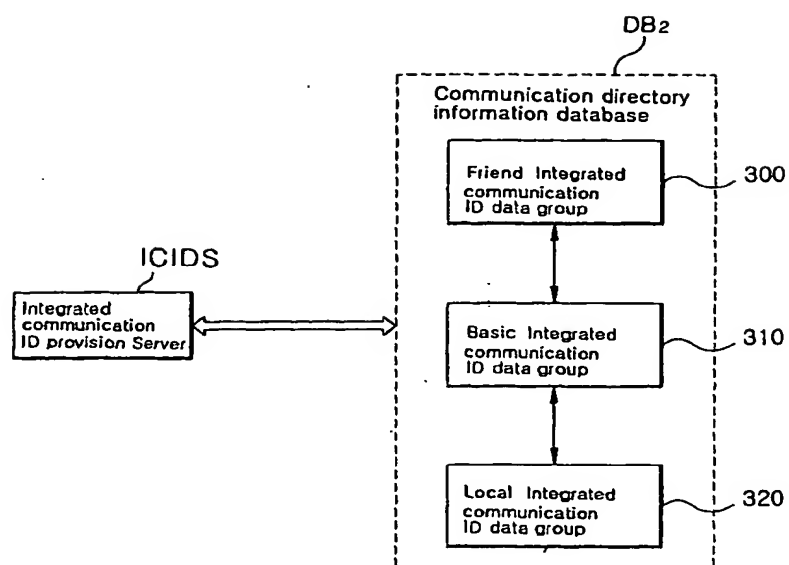 DB2
Communication directory
information database
Friend Integrated
communication
ID data group
300
ICIDS
Integrated
communication
ID provision Server
Basic Integrated
communication
ID data group
310
Local Integrated
communication
ID data group
320